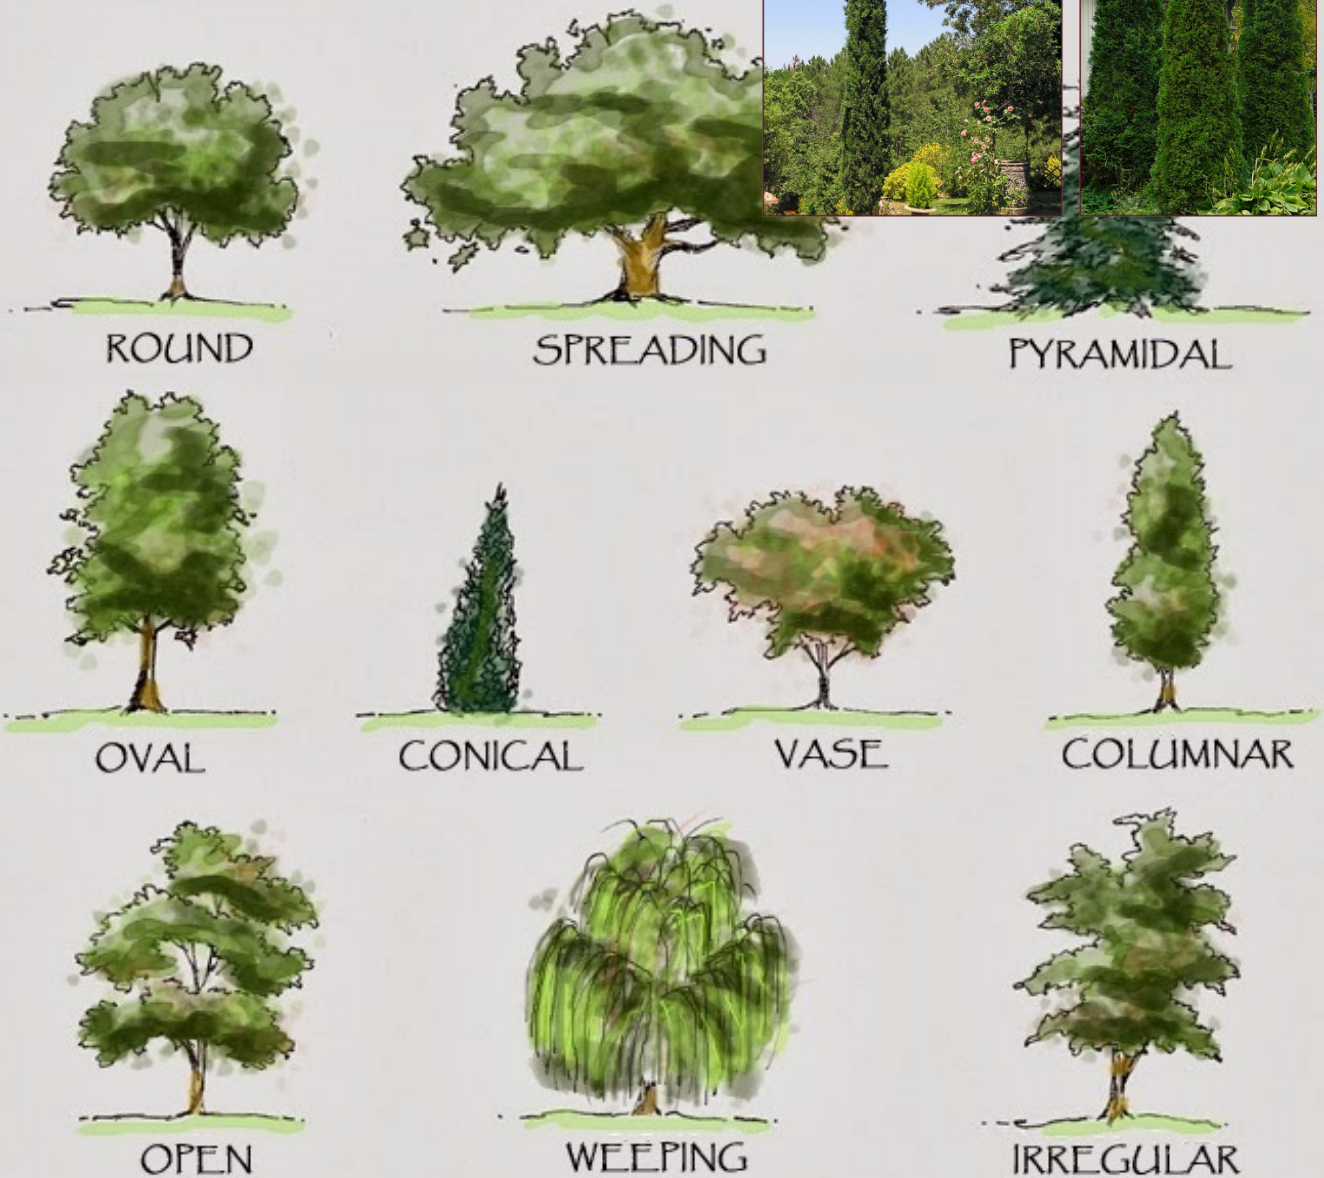 ROUND
SPREADING
PYRAMIDAL
OVAL
CONICAL
VASE
COLUMNAR
OPEN
WEEPING
IRREGULAR